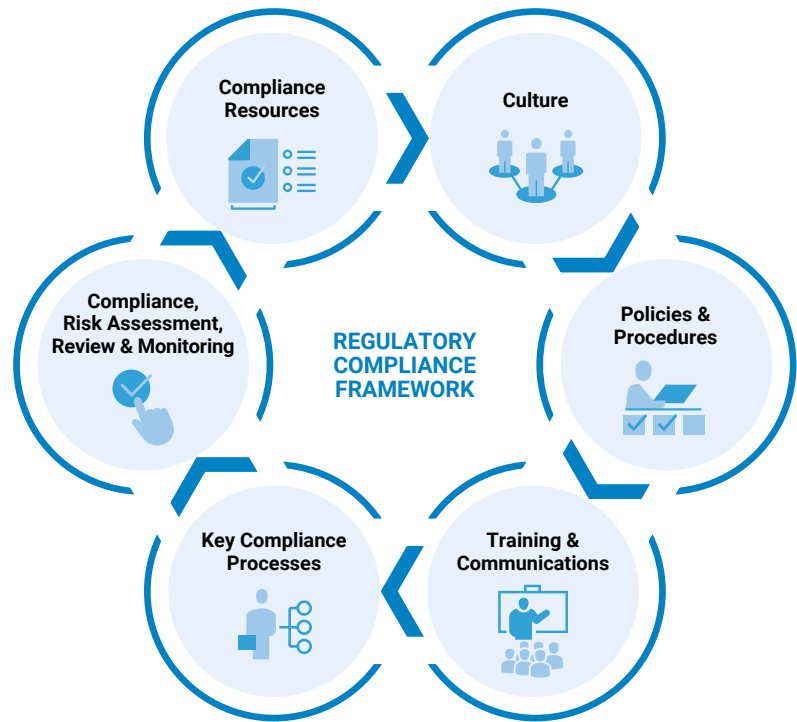 Compliance
Resources
Culture
Policies &
Procedures
Training &
Communications
Key Compliance
Processes
Compliance,
Risk Assessment,
Review & Monitoring
REGULATORY
COMPLIANCE
FRAMEWORK